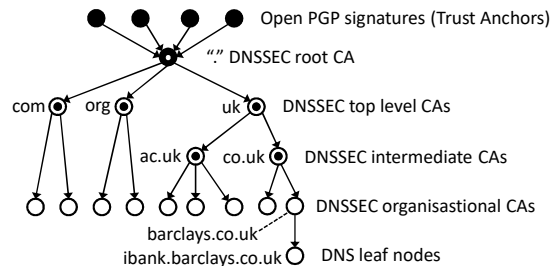 Open PGP signatures (Trust Anchors)
“.” DNSSEC root CA
com org uk DNSSEC top level CAs
ac.uk co.uk DNSSEC intermediate CAs
DNSSEC organisastional CAs
barclays.co.uk
ibank.barclays.co.uk DNS leaf nodes